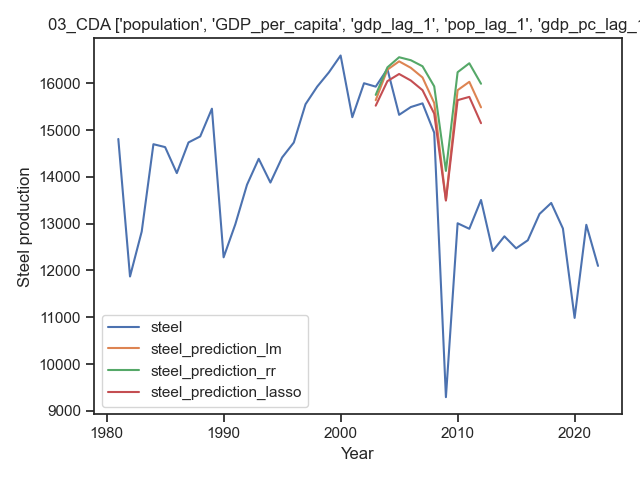 03_CDA ['population', 'GDP_per_capita', 'gdp_lag_1', 'pop_lag_1', 'gdp_pc_lag_1
Steel production
16000
15000
14000
13000
12000
11000
10000
9000
steel
steel_prediction_lm
steel_prediction_rr
steel_prediction_lasso
1980
1990
2000
2010
2020
Year